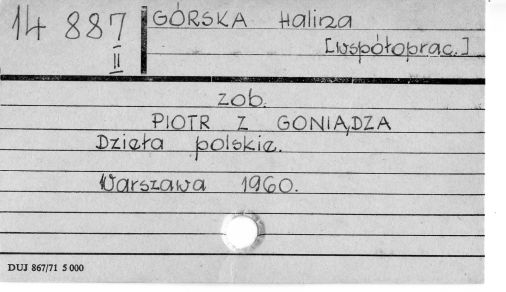 14 887
II
GÓRSKA Halina
[współoprac.]
zob.
PIOTR Z GONIĄDZA
Dzieła polskie.
Warszawa 1960.
DUJ 867/71 5 000